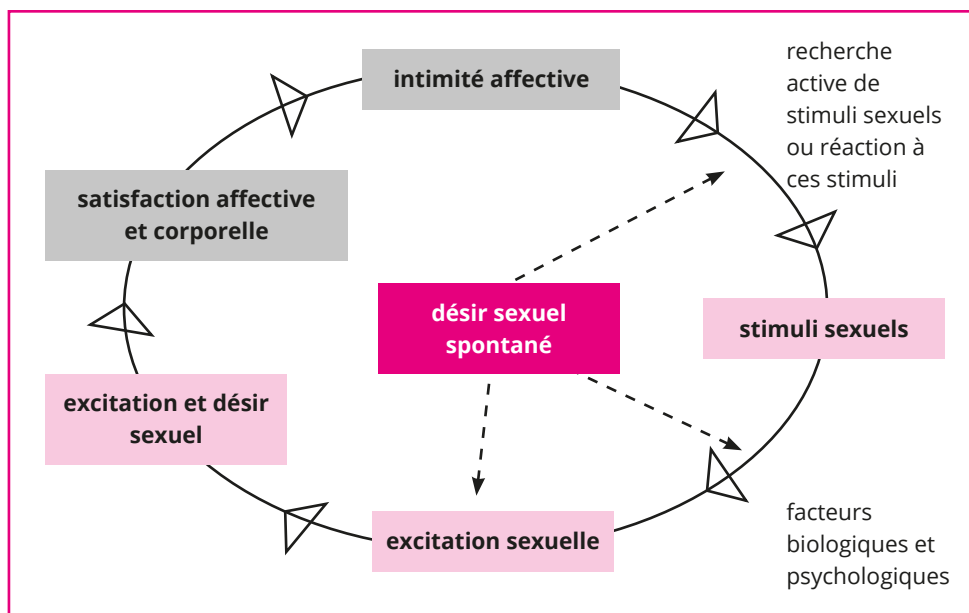 intimité affective
recherche
active de
stimuli sexuels
ou réaction à
ces stimuli
satisfaction affective
et corporelle
désir sexuel
spontané
stimuli sexuels
excitation et désir
sexuel
excitation sexuelle
facteurs
biologiques et
psychologiques